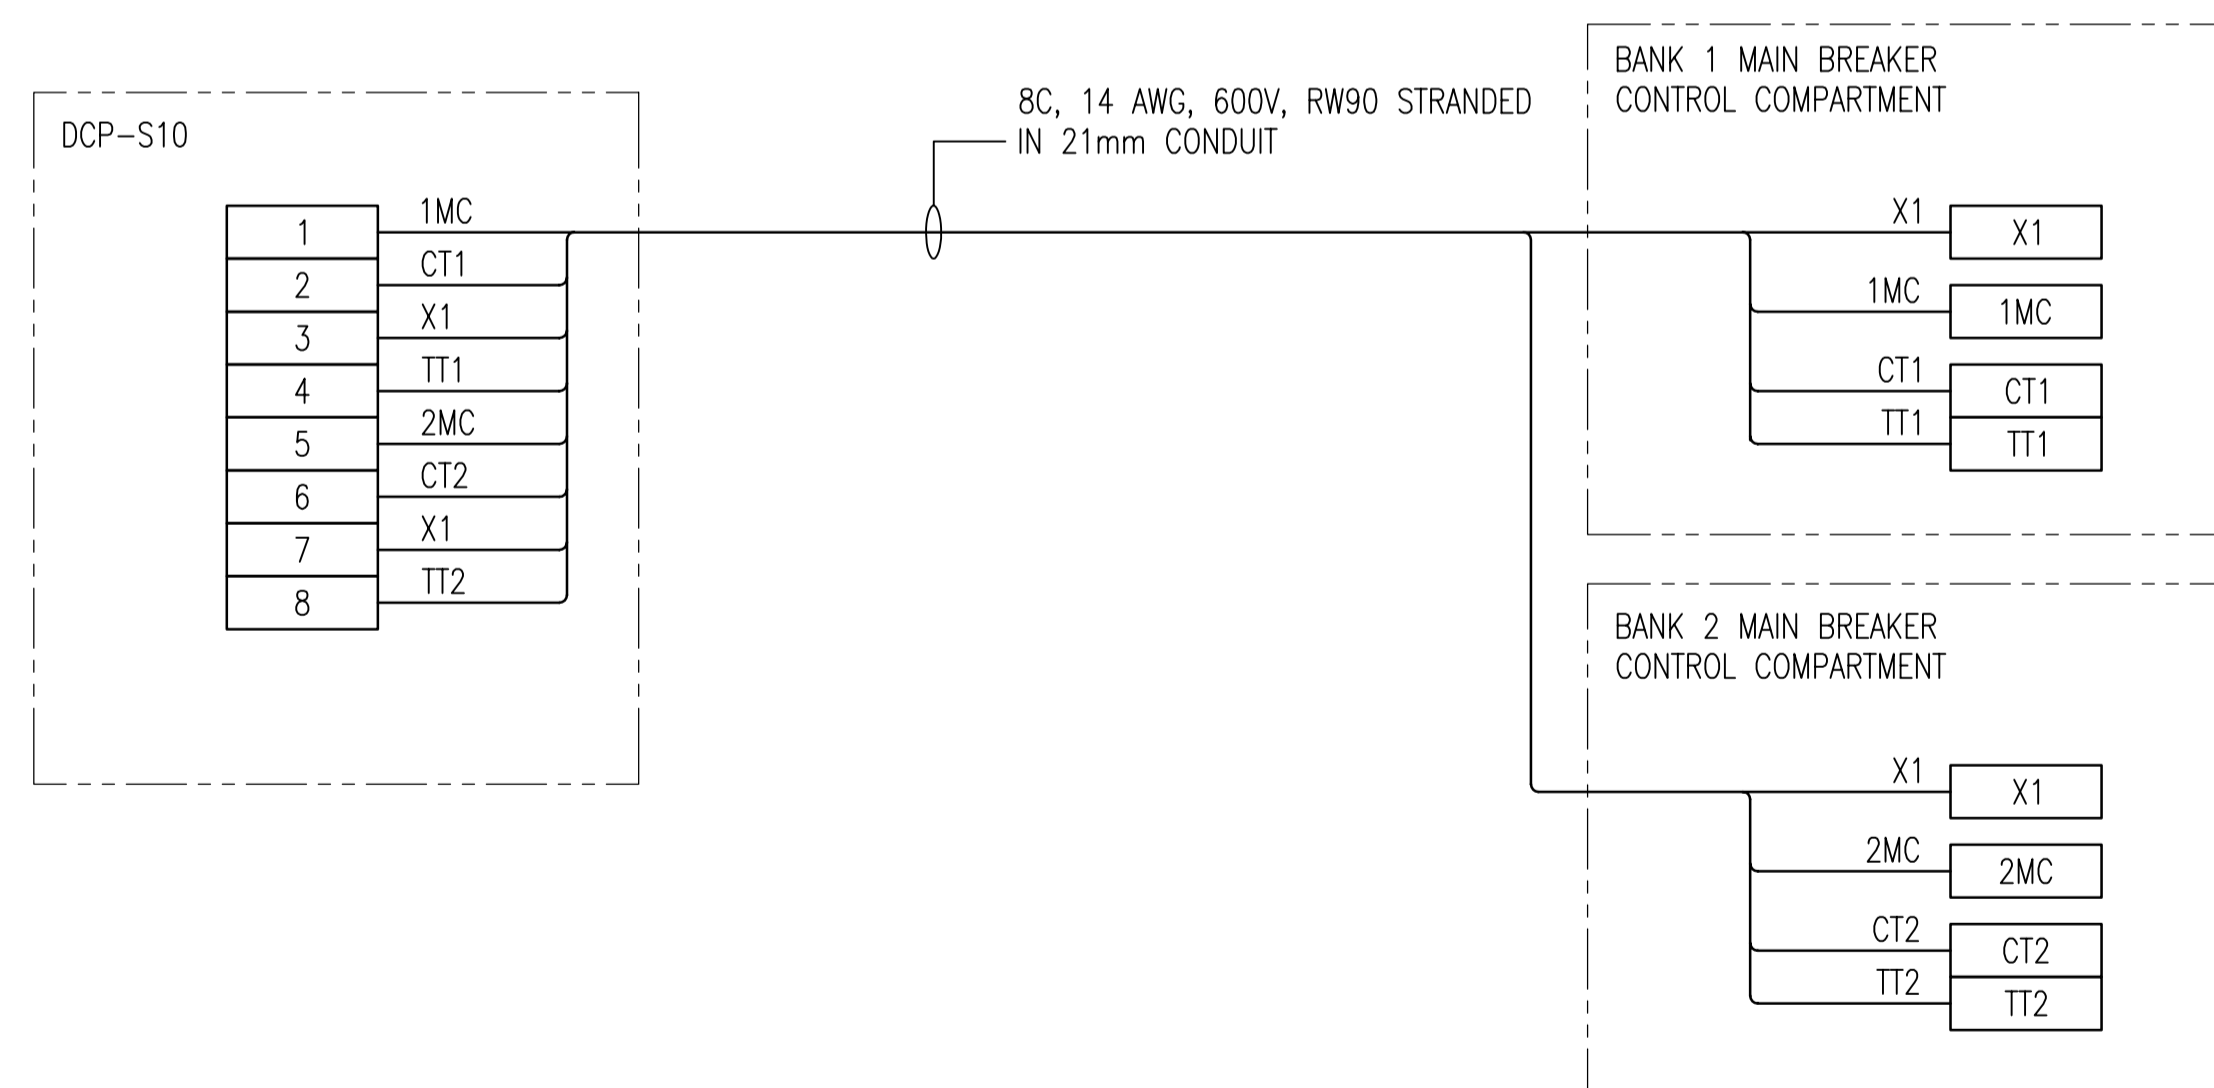 DCP-S10
1
2
3
4
5
6
7
8
1MC
CT1
X1
TT1
2MC
CT2
X1
TT2
8C, 14 AWG, 600V, RW90 STRANDED
IN 21mm CONDUIT
BANK 1 MAIN BREAKER
CONTROL COMPARTMENT
X1 X1
1MC 1MC
CT1 CT1
TT1 TT1
BANK 2 MAIN BREAKER
CONTROL COMPARTMENT
X1 X1
2MC 2MC
CT2 CT2
TT2 TT2